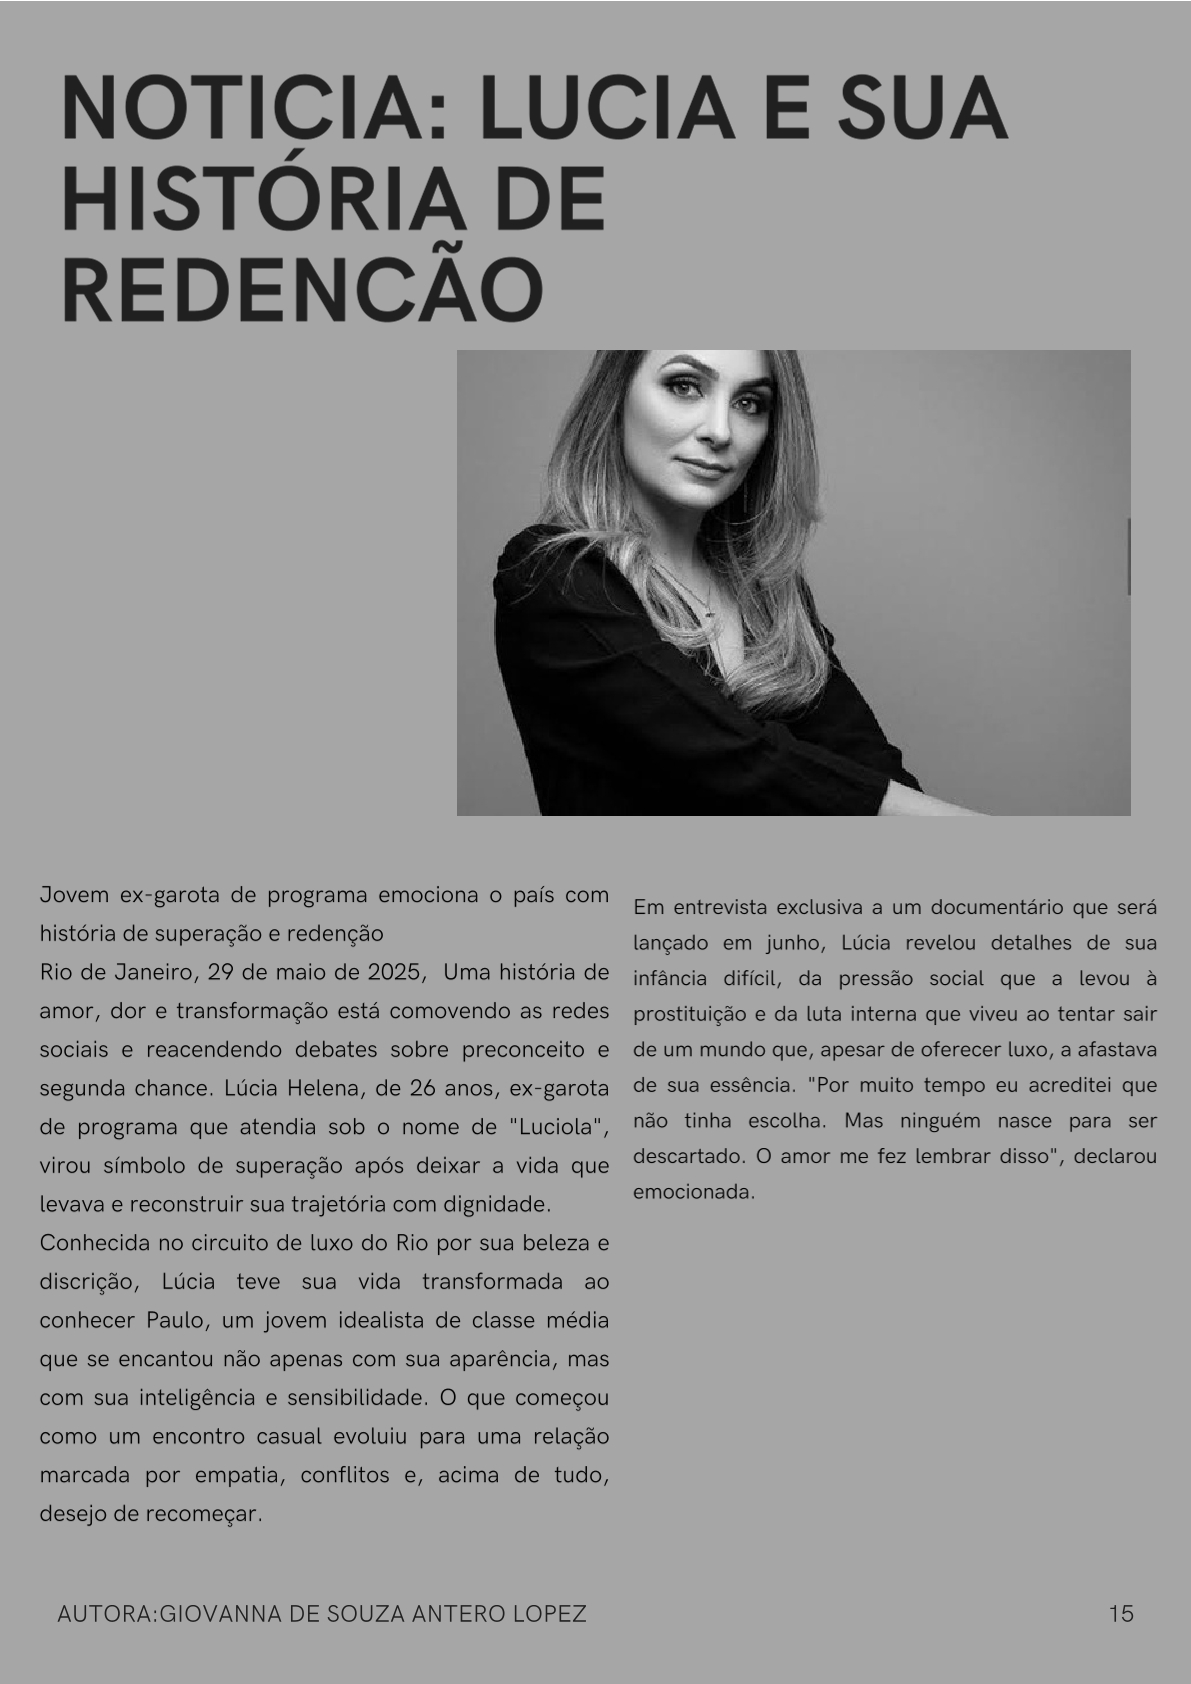 NOTICIA: LUCIA E SUA
HISTÓRIA DE
REDENCÃO
Jovem ex-garota de programa emociona o país com
história de superação e redenção
Rio de Janeiro, 29 de maio de 2025, Uma história de
amor, dor e transformação está comovendo as redes
sociais e reacendendo debates sobre preconceito e
segunda chance. Lúcia Helena, de 26 anos, ex-garota
de programa que atendia sob o nome de "Luciola",
virou símbolo de superação após deixar a vida que
levava e reconstruir sua trajetória com dignidade.
Conhecida no circuito de luxo do Rio por sua beleza e
discrição, Lúcia teve sua vida transformada ao
conhecer Paulo, um jovem idealista de classe média
que se encantou não apenas com sua aparência, mas
com sua inteligência e sensibilidade. O que começou
como um encontro casual evoluiu para uma relação
marcada por empatia, conflitos e, acima de tudo,
desejo de recomeçar.
Em entrevista exclusiva a um documentário que será
lançado em junho, Lúcia revelou detalhes de sua
infância difícil, da pressão social que a levou à
prostituição e da luta interna que viveu ao tentar sair
de um mundo que, apesar de oferecer luxo, a afastava
de sua essência. "Por muito tempo eu acreditei que
não tinha escolha. Mas ninguém nasce para ser
descartado. O amor me fez lembrar disso", declarou
emocionada.
AUTORA:GIOVANNA DE SOUZA ANTERO LOPEZ
15